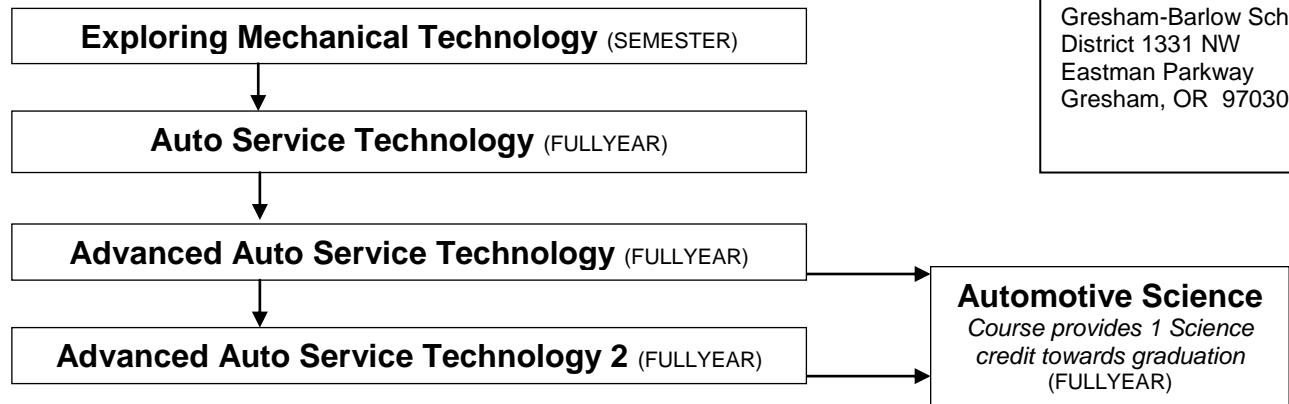 Exploring Mechanical Technology (SEMESTER)
Auto Service Technology (FULLYEAR)
Advanced Auto Service Technology (FULLYEAR)
Advanced Auto Service Technology 2 (FULLYEAR)
Gresham-Barlow Sch
District 1331 NW
Eastman Parkway
Gresham, OR 97030
Automotive Science
Course provides 1 Science
credit towards graduation
(FULLYEAR)